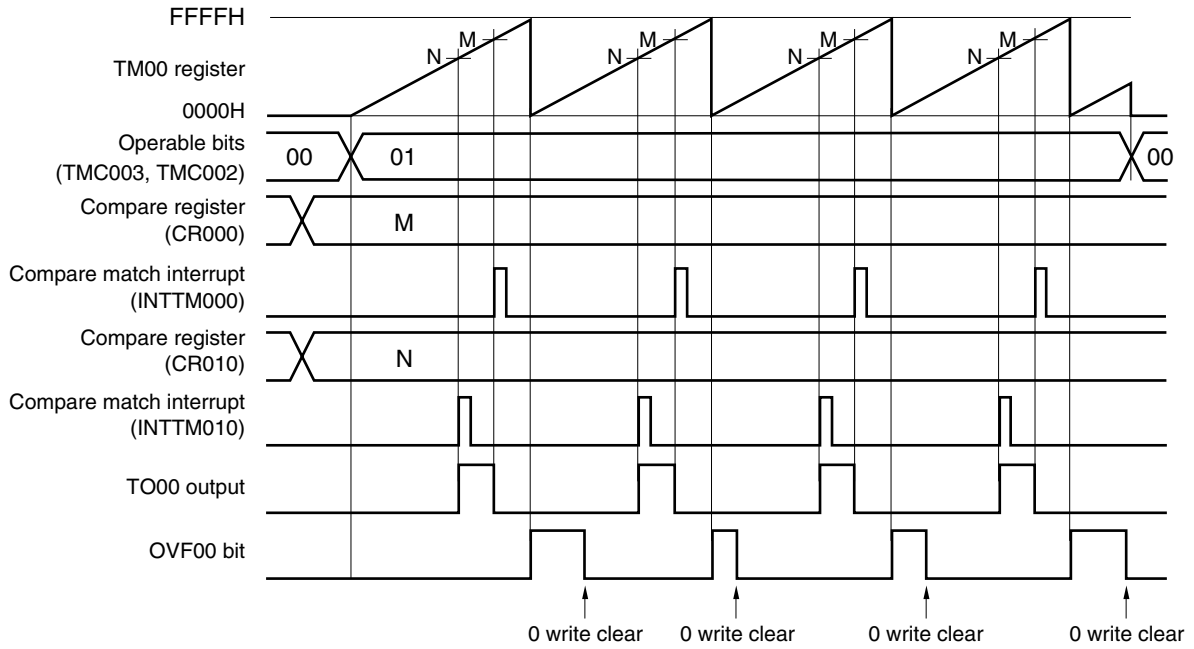 FFFFH
TM00 register
0000H
N M N M N M N M
Operable bits
(TMC003, TMC002)
00 01 00
Compare register
(CR000)
M
Compare match interrupt
(INTTM000)
Compare register
(CR010)
N
Compare match interrupt
(INTTM010)
TO00 output
OVF00 bit
0 write clear 0 write clear 0 write clear 0 write clear